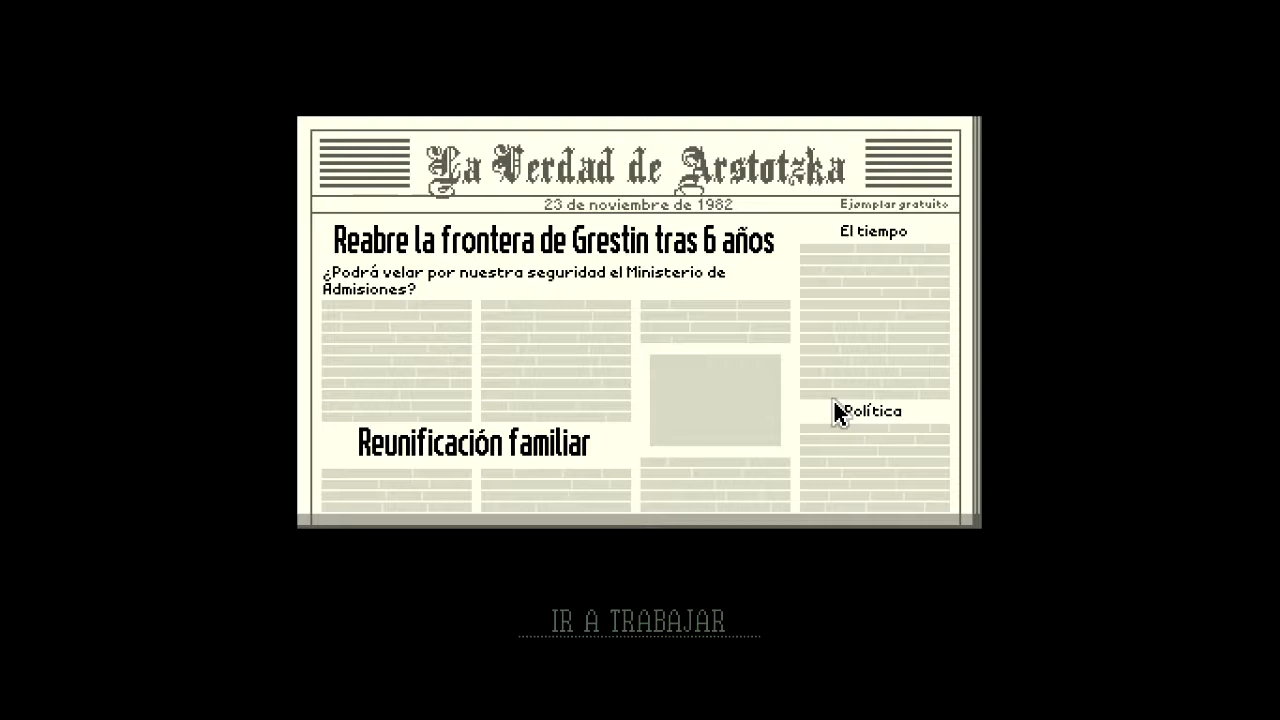 La Verdad de Arstotzka
23 de noviembre de 1982
Ejemplar gratuito
Reabre la frontera de Grestin tras 6 años
¿Podrá velar por nuestra seguridad el Ministerio de
Admisiones?
El tiempo
Política
Reunificación familiar
IR A TRABAJAR